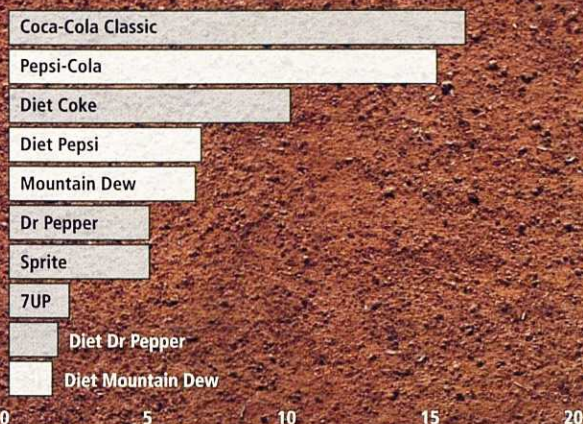 Coca-Cola Classic
Pepsi-Cola
Diet Coke
Diet Pepsi
Mountain Dew
Dr Pepper
Sprite
7UP
Diet Dr Pepper
Diet Mountain Dew
0 5 10 15 20